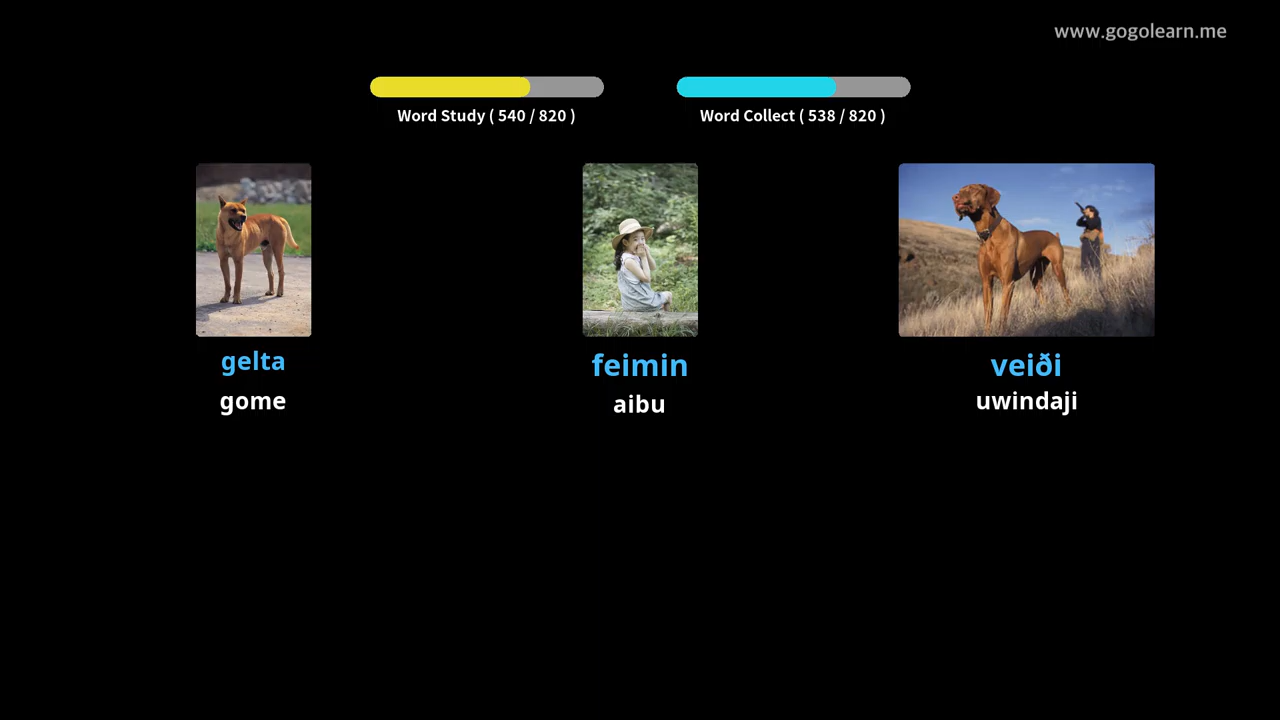 www.gogolearn.me
Word Study ( 540 / 820 )
Word Collect ( 538 / 820 )
gelta
gome
feimin
aibu
veiði
uwindaji